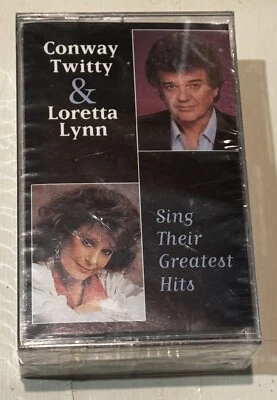 Conway
Twitty
&
Loretta
Lynn
Sing
Their
Greatest
Hits